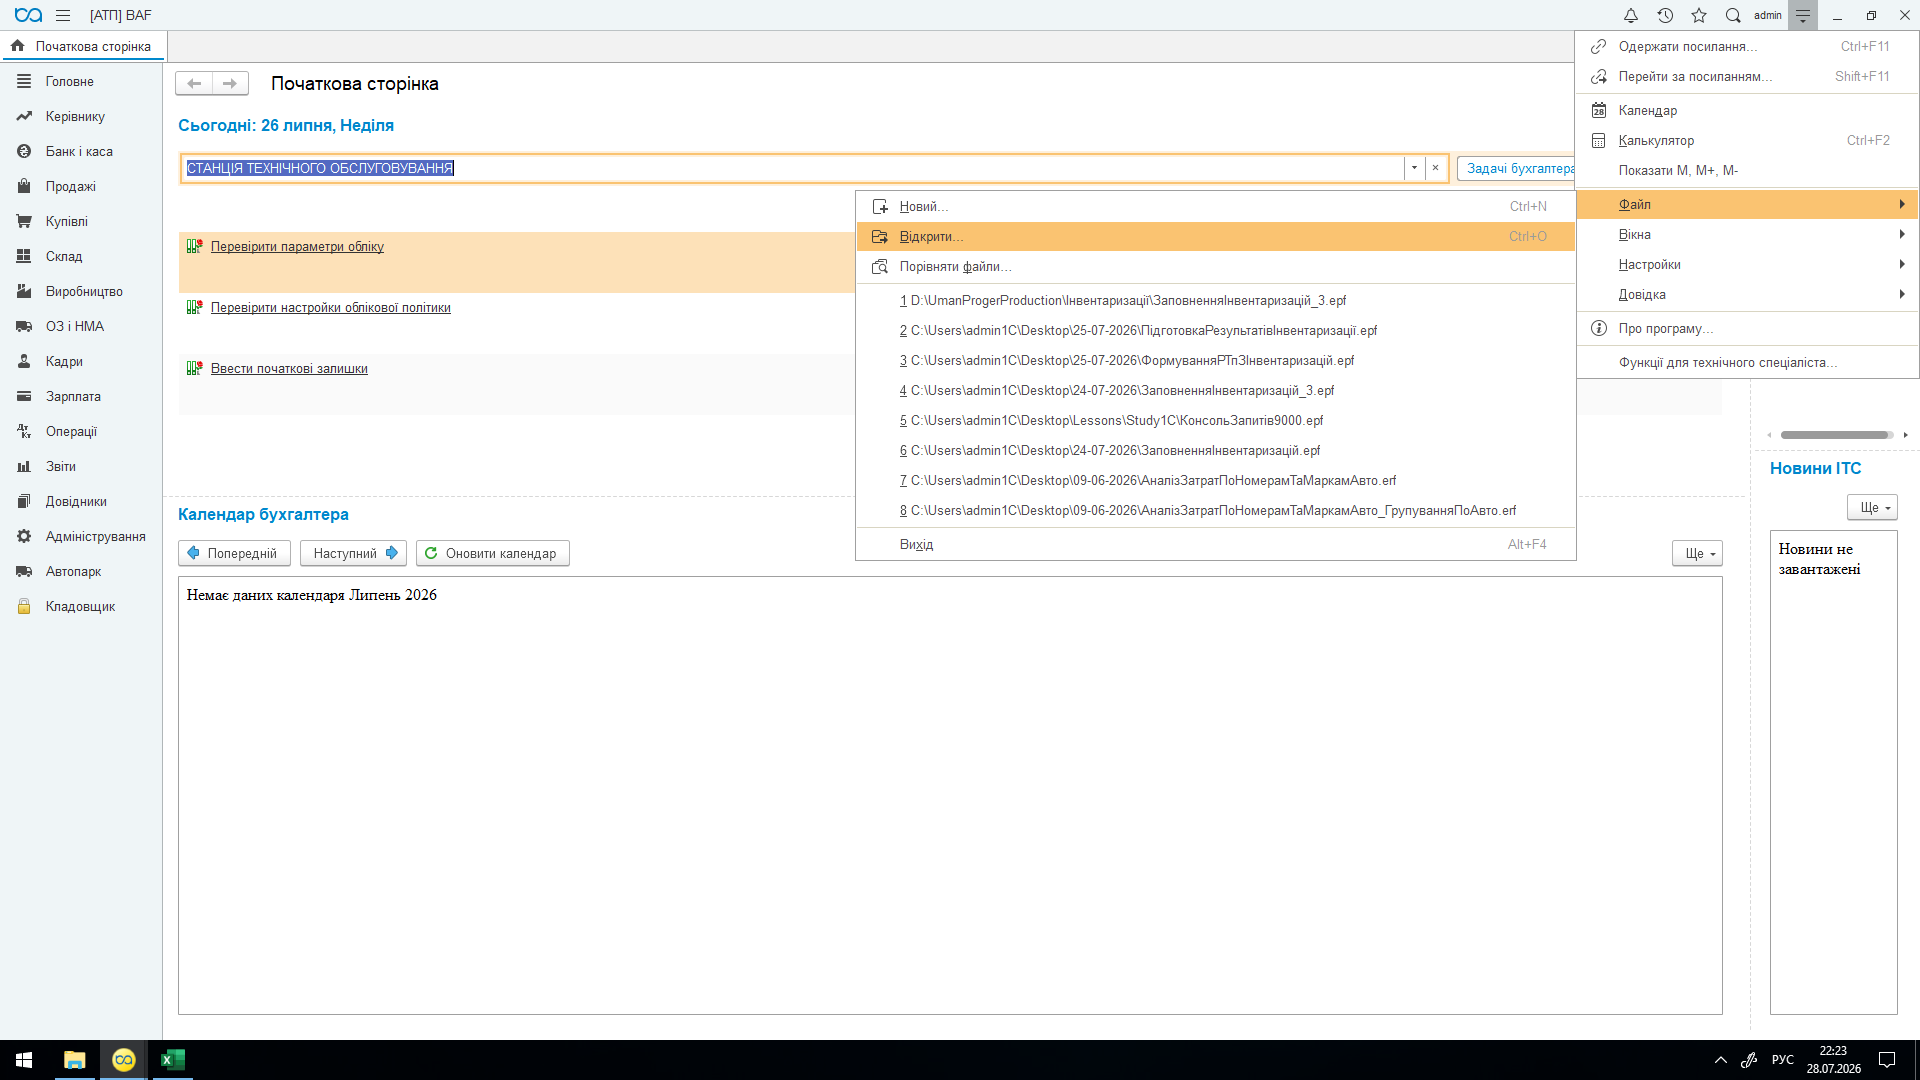 [АТП] BAF
admin
Початкова сторінка
Головне
Керівнику
Банк і каса
Продажі
Купівлі
Склад
Виробництво
ОЗ і НМА
Кадри
Зарплата
Операції
Звіти
Довідники
Адміністрування
Автопарк
Кладовщик
Початкова сторінка
Сьогодні: 26 липня, Неділя
СТАНЦІЯ ТЕХНІЧНОГО ОБСЛУГОВУВАННЯ
Задачі бухгалтера
Перевірити параметри обліку
Перевірити настройки облікової політики
Ввести початкові залишки
Новий... Ctrl+N
Відкрити... Ctrl+O
Порівняти файли...
1 D:\UmanProgerProduction\Інвентаризації\ЗаповненняІнвентаризацій_3.epf
2 C:\Users\admin1C\Desktop\25-07-2026\ПідготовкаРезультатівІнвентаризації.epf
3 C:\Users\admin1C\Desktop\25-07-2026\ФормуванняРТпЗІнвентаризацій.epf
4 C:\Users\admin1C\Desktop\24-07-2026\ЗаповненняІнвентаризацій_3.epf
5 C:\Users\admin1C\Desktop\Lessons\Study1C\КонсольЗапитів9000.epf
6 C:\Users\admin1C\Desktop\24-07-2026\ЗаповненняІнвентаризацій.epf
7 C:\Users\admin1C\Desktop\09-06-2026\АналізЗатратПоНомерамТаМаркамАвто.erf
8 C:\Users\admin1C\Desktop\09-06-2026\АналізЗатратПоНомерамТаМаркамАвто_ГрупуванняПоАвто.erf
Вихід Alt+F4
Одержати посилання... Ctrl+F11
Перейти за посиланням... Shift+F11
28 Календар
Калькулятор Ctrl+F2
Показати M, M+, M-
Файл
Вікна
Настройки
Довідка
Про програму...
Функції для технічного спеціаліста...
Календар бухгалтера
Попередній
Наступний
Оновити календар
Ще
Немає даних календаря Липень 2026
Новини ІТС
Ще
Новини не
завантажені
РУС
22:23
28.07.2026